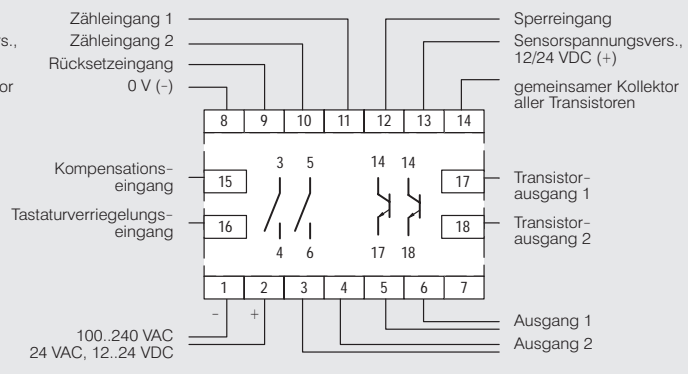 Zähleingang 1
rs., Zähleingang 2
Rücksetzeingang
or 0 V (-)
Sperreingang
Sensorspannungsvers.,
12/24 VDC (+)
gemeinsamer Kollektor
aller Transistoren
8 9 10 11 12 13 14
Kompensations-
eingang
15
Tastaturverriegelungs-
eingang
16
3 5 14 14
4 6 17 18
17
Transistor-
ausgang 1
18
Transistor-
ausgang 2
1 2 3 4 5 6 7
- +
100..240 VAC
24 VAC, 12..24 VDC
Ausgang 1
Ausgang 2